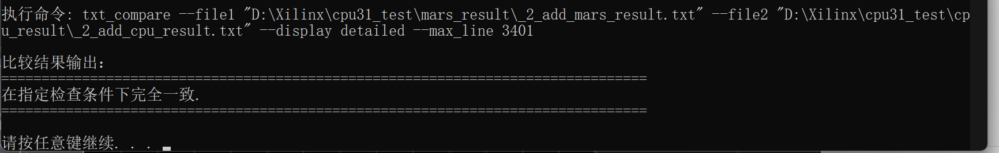 执行命令: txt_compare --file1 "D:\Xilinx\cpu31_test\mars_result\_2_add_mars_result.txt" --file2 "D:\Xilinx\cpu31_test\cp
u_result\_2_add_cpu_result.txt" --display detailed --max_line 3401
比较结果输出:
================================================================================
在指定检查条件下完全一致.
================================================================================
请按任意键继续. . .